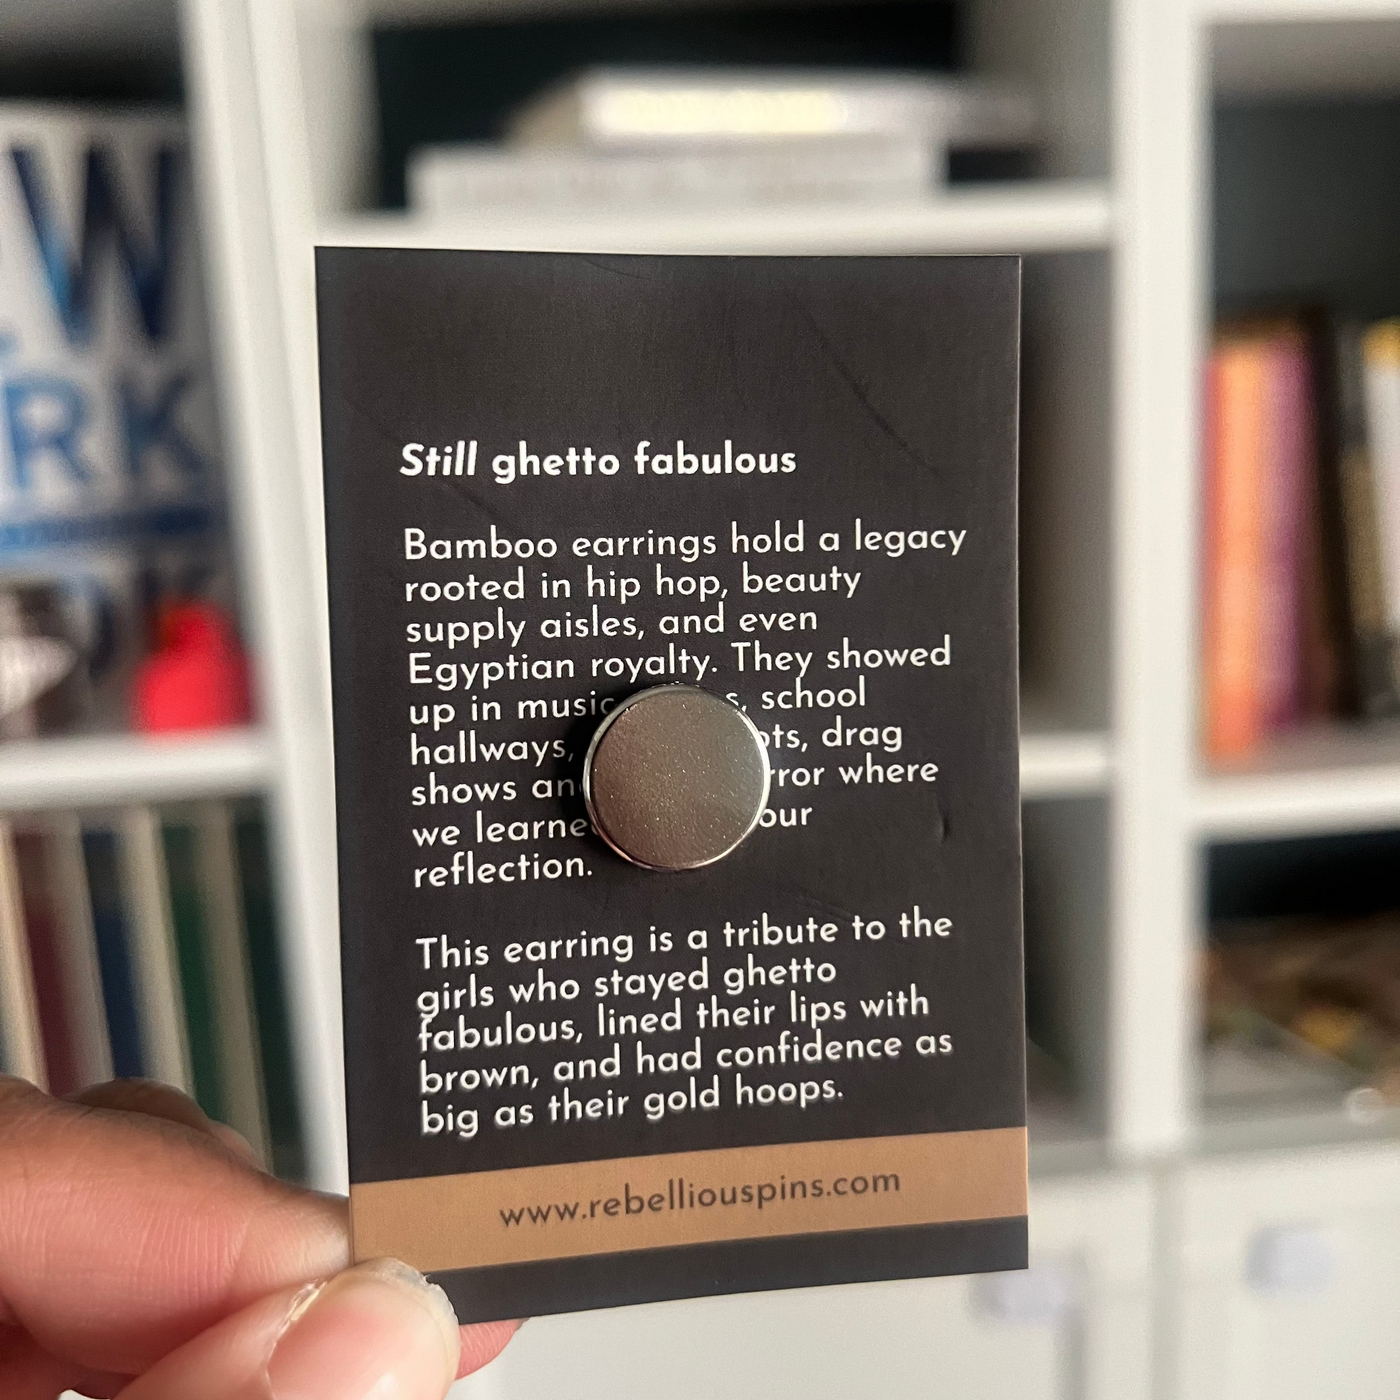 Still ghetto fabulous
Bamboo earrings hold a legacy
rooted in hip hop, beauty
supply aisles, and even
Egyptian royalty. They showed
up in music school
hallways, drag
shows where
we
reflection.
This earring is a tribute to the
girls who stayed ghetto
fabulous, lined their lips with
brown, and had confidence as
big as their gold hoops.
www.rebelliouspins.com
W
RK